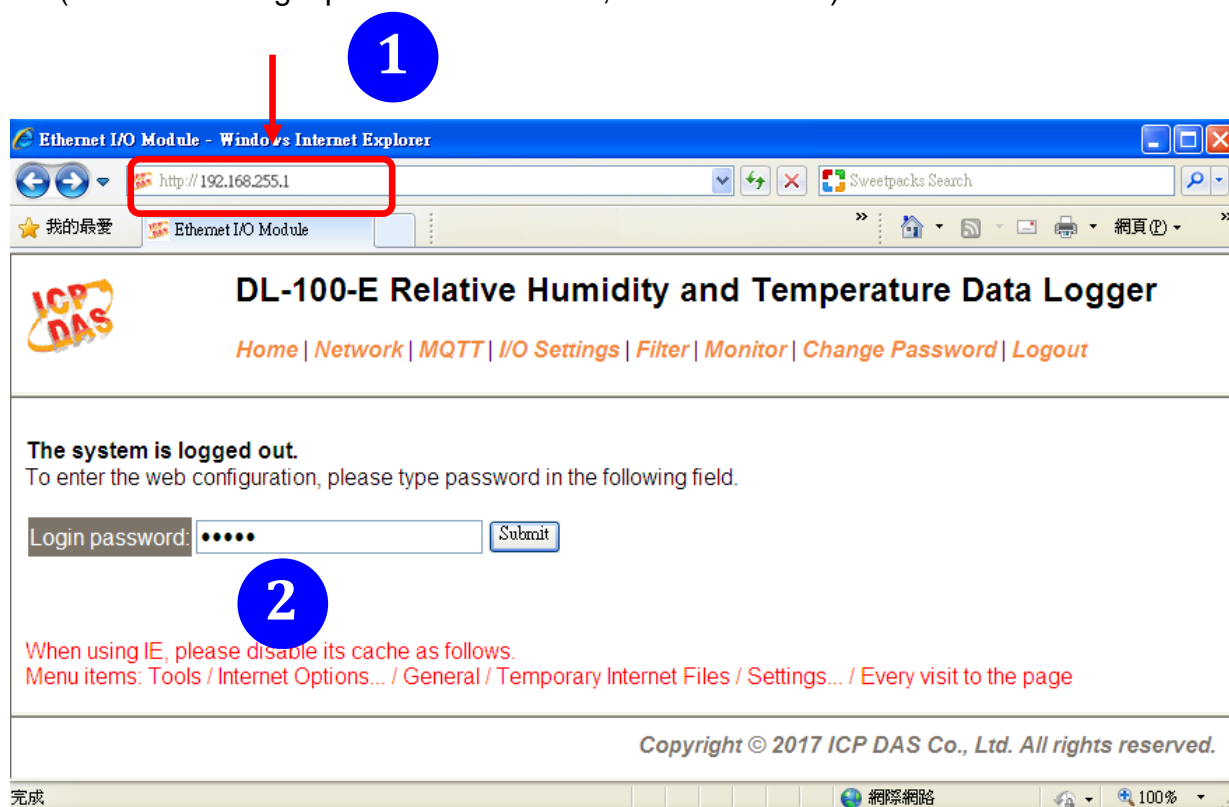 1
Ethernet I/O Module - Windows Internet Explorer
http://192.168.255.1
Sweetpacks Search
我的最愛
Ethernet I/O Module
»
網頁(P)
»
ICP DAS
DL-100-E Relative Humidity and Temperature Data Logger
Home | Network | MQTT | I/O Settings | Filter | Monitor | Change Password | Logout
The system is logged out.
To enter the web configuration, please type password in the following field.
Login password: ••••• Submit
2
When using IE, please disable its cache as follows.
Menu items: Tools / Internet Options... / General / Temporary Internet Files / Settings... / Every visit to the page
Copyright © 2017 ICP DAS Co., Ltd. All rights reserved.
完成
網際網路
100%